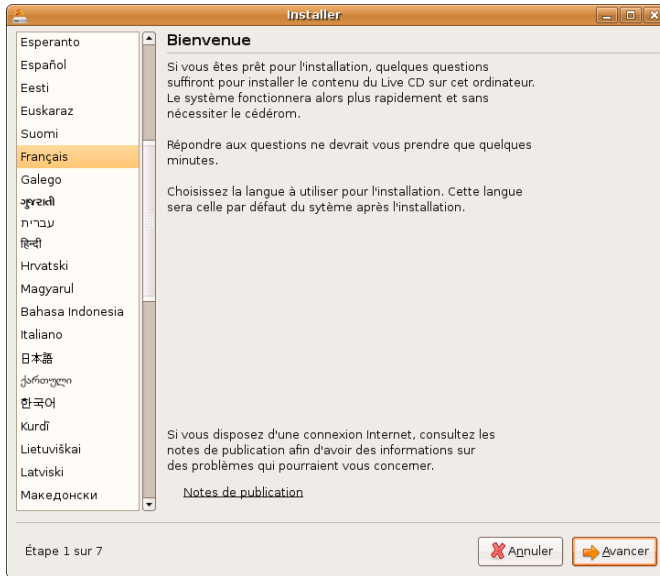 Installer
Esperanto
Español
Eesti
Euskaraz
Suomi
Français
Galego
ગુજરાતી
עברית
हिन्दी
Hrvatski
Magyarul
Bahasa Indonesia
Italiano
日本語
ქართული
한국어
Kurdî
Lietuviškai
Latviski
Македонски
Bienvenue
Si vous êtes prêt pour l'installation, quelques questions
suffiront pour installer le contenu du Live CD sur cet ordinateur.
Le système fonctionnera alors plus rapidement et sans
nécessiter le cédérom.
Répondre aux questions ne devrait vous prendre que quelques
minutes.
Choisissez la langue à utiliser pour l'installation. Cette langue
sera celle par défaut du sytème après l'installation.
Si vous disposez d'une connexion Internet, consultez les
notes de publication afin d'avoir des informations sur
des problèmes qui pourraient vous concerner.
Notes de publication
Étape 1 sur 7
Annuler
Avancer